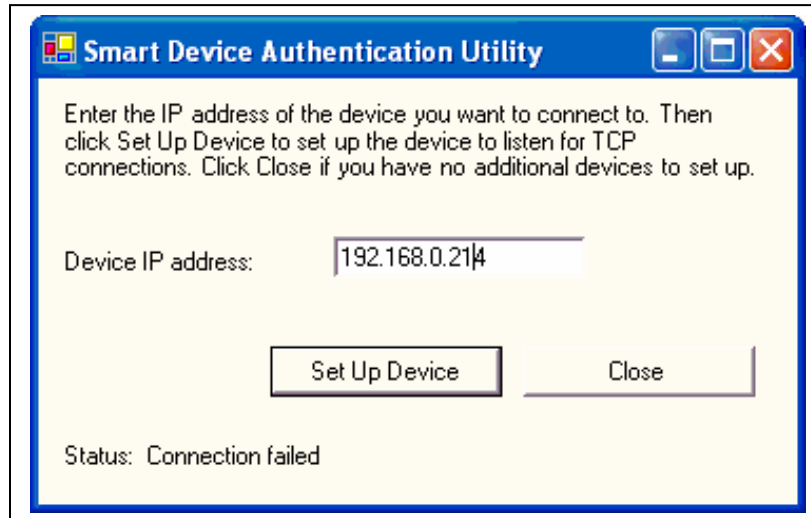 Smart Device Authentication Utility
Enter the IP address of the device you want to connect to. Then
click Set Up Device to set up the device to listen for TCP
connections. Click Close if you have no additional devices to set up.
Device IP address:
192.168.0.214
Set Up Device
Close
Status: Connection failed